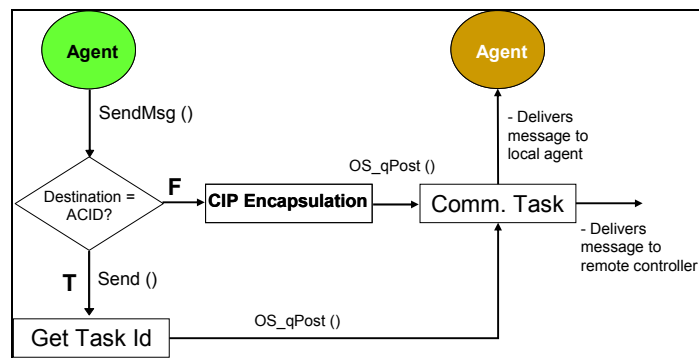 Agent
Agent
SendMsg ()
- Delivers
message to
local agent
OS_qPost ()
Destination =
ACID?
F
CIP Encapsulation
Comm. Task
- Delivers
message to
remote controller
T
Send ()
OS_qPost ()
Get Task Id